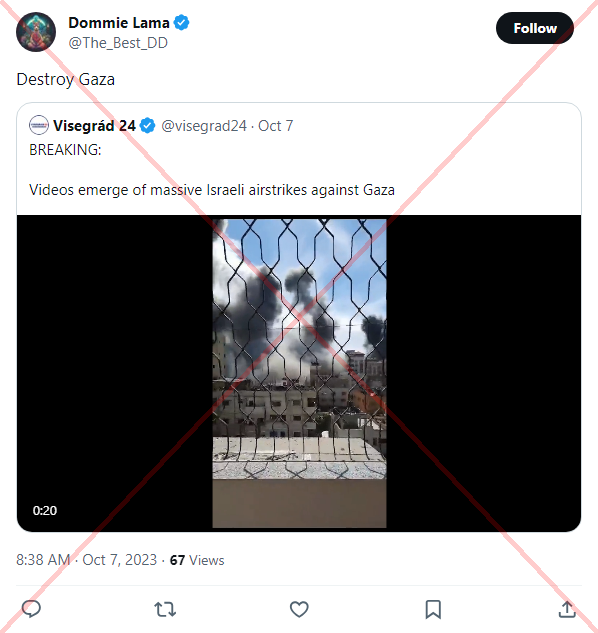 Dommie Lama
@The_Best_DD
Follow
Destroy Gaza
Visegrád 24 @visegrad24 · Oct 7
BREAKING:
Videos emerge of massive Israeli airstrikes against Gaza
0:20
8:38 AM · Oct 7, 2023 · 67 Views